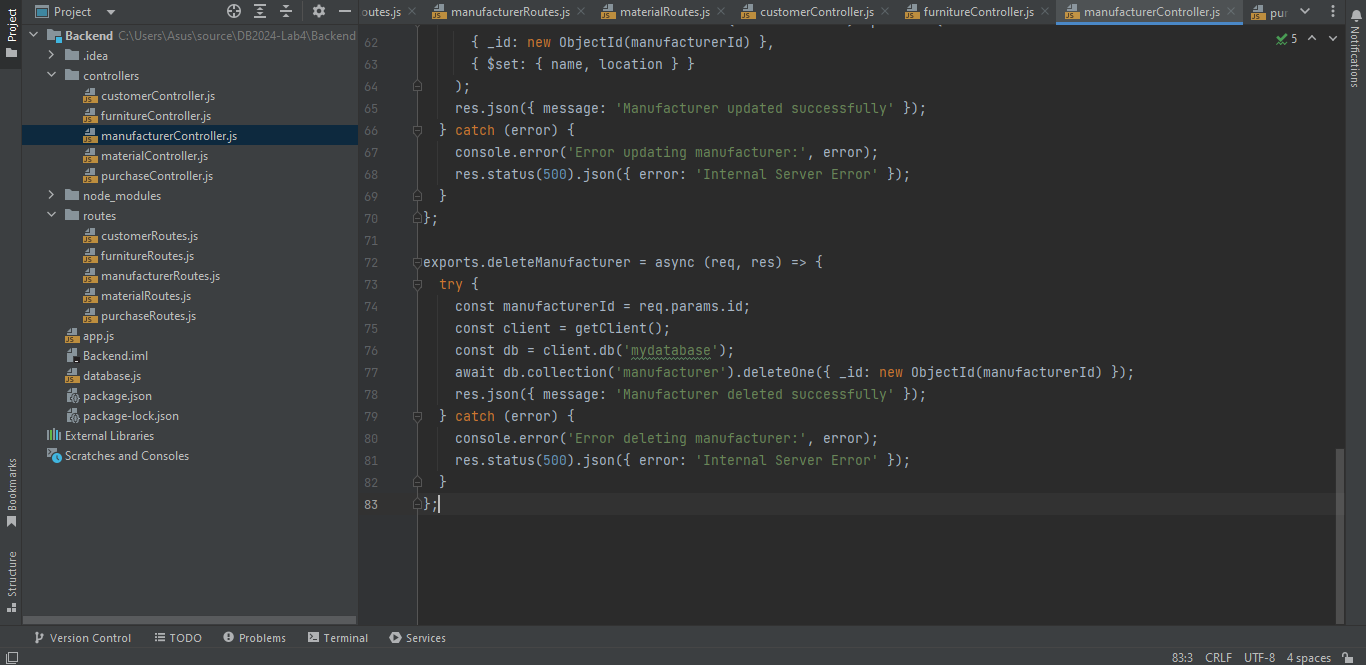 Project
Project
outes.js
manufacturerRoutes.js
materialRoutes.js
customerController.js
furnitureController.js
manufacturerController.js
pur
Backend C:\Users\Asus\source\DB2024-Lab4\Backend
.idea
controllers
customerController.js
furnitureController.js
manufacturerController.js
materialController.js
purchaseController.js
node_modules
routes
customerRoutes.js
furnitureRoutes.js
manufacturerRoutes.js
materialRoutes.js
purchaseRoutes.js
app.js
Backend.iml
database.js
package.json
package-lock.json
External Libraries
Scratches and Consoles
Bookmarks
Structure
5
Notifications
62 { _id: new ObjectId(manufacturerId) },
63 { $set: { name, location } }
64 );
65 res.json({ message: 'Manufacturer updated successfully' });
66 } catch (error) {
67 console.error('Error updating manufacturer:', error);
68 res.status(500).json({ error: 'Internal Server Error' });
69 }
70 };
71
72 exports.deleteManufacturer = async (req, res) => {
73 try {
74 const manufacturerId = req.params.id;
75 const client = getClient();
76 const db = client.db('mydatabase');
77 await db.collection('manufacturer').deleteOne({ _id: new ObjectId(manufacturerId) });
78 res.json({ message: 'Manufacturer deleted successfully' });
79 } catch (error) {
80 console.error('Error deleting manufacturer:', error);
81 res.status(500).json({ error: 'Internal Server Error' });
82 }
83 };
Version Control
TODO
Problems
Terminal
Services
83:3 CRLF UTF-8 4 spaces